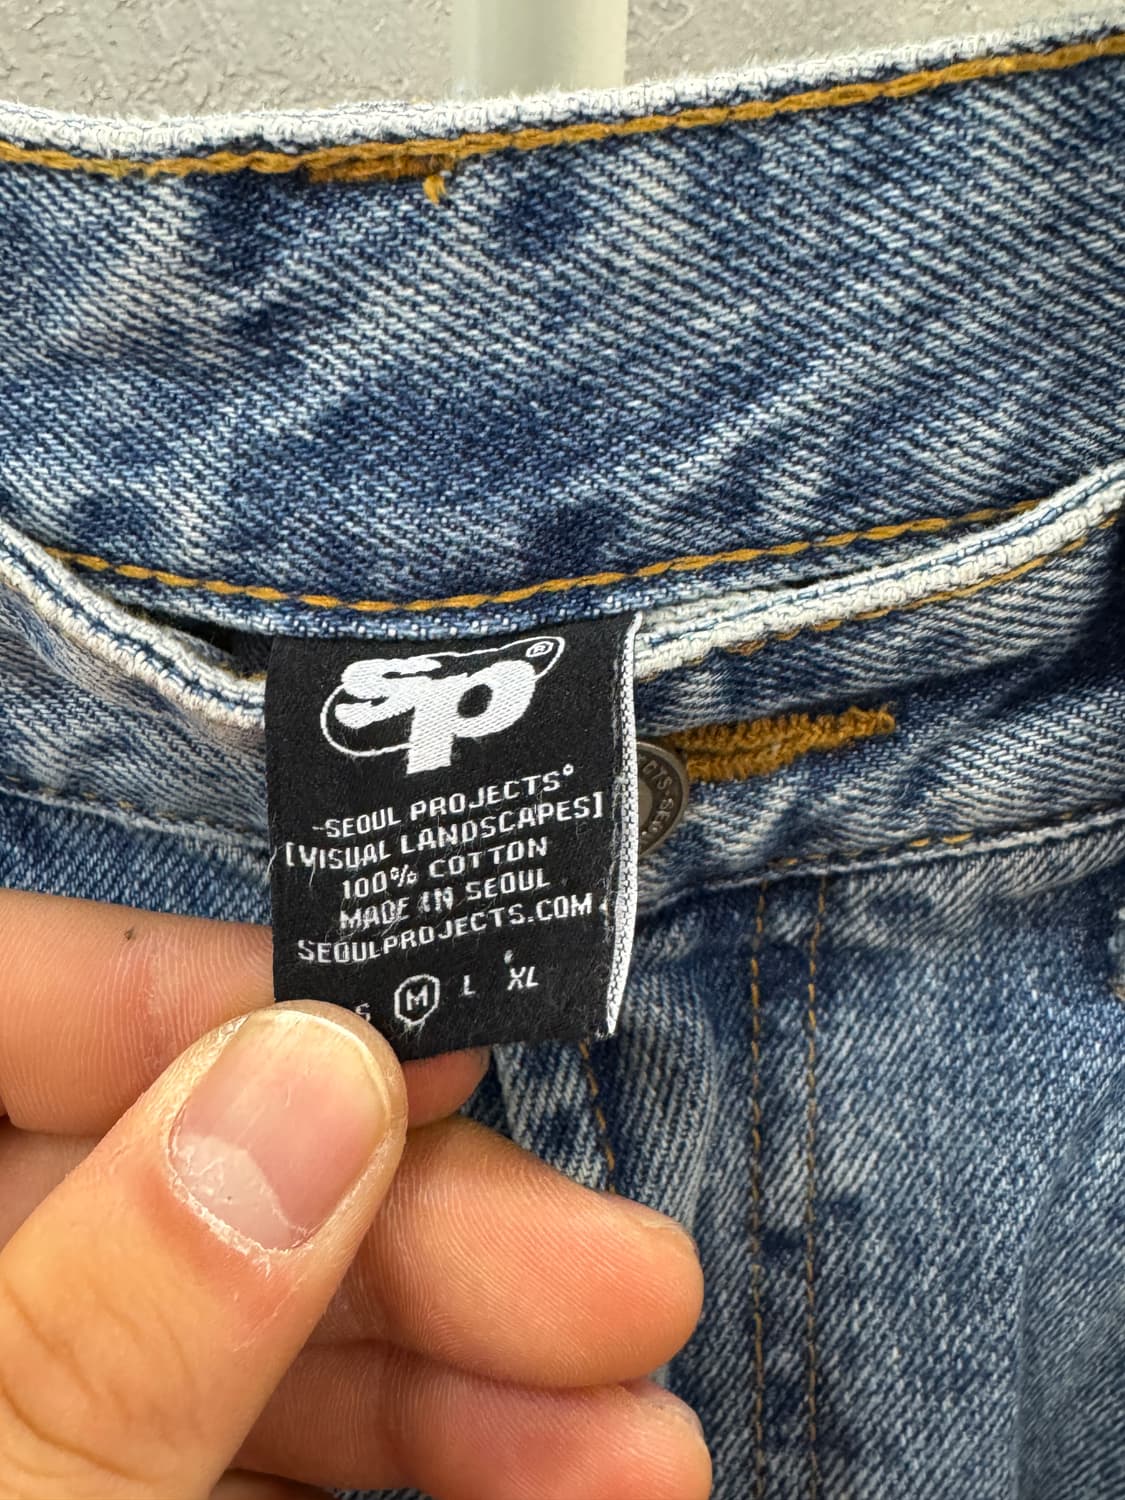 sp®
-SEOUL PROJECTS°
[VISUAL LANDSCAPES]
100% COTTON
MADE IN SEOUL
SEOULPROJECTS.COM
S M L XL